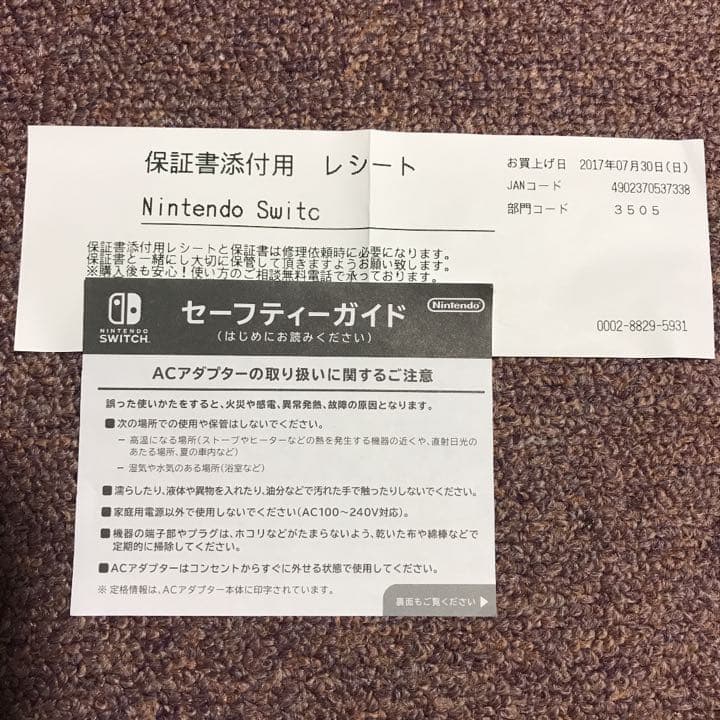 保証書添付用 レシート
Nintendo Switc
保証書添付用レシートと保証書は修理依頼時に必要になります。
保証書と一緒にし大切に保管して頂きますようお願い致します。
※購入後も安心！使い方のご相談無料電話で承っております。
お買上げ日 2017年07月30日(日)
JANコード 4902370537338
部門コード 3505
0002-8829-5931
NINTENDO
SWITCH
セーフティーガイド
(はじめにお読みください)
Nintendo
ACアダプターの取り扱いに関するご注意
誤った使いかたをすると、火災や感電、異常発熱、故障の原因となります。
■次の場所での使用や保管はしないでください。
－ 高温になる場所(ストーブやヒーターなどの熱を発生する機器の近くや、直射日光の
あたる場所、夏の車内など)
－ 湿気や水気のある場所(浴室など)
■濡らしたり、液体や異物を入れたり、油分などで汚れた手で触ったりしないでください。
■家庭用電源以外で使用しないでください(AC100～240V対応)。
■機器の端子部やプラグは、ホコリなどがたまらないよう、乾いた布や綿棒などで
定期的に掃除してください。
■ACアダプターはコンセントからすぐに外せる状態で使用してください。
※ 定格情報は、ACアダプター本体に印字されています。
裏面もご覧ください ▶